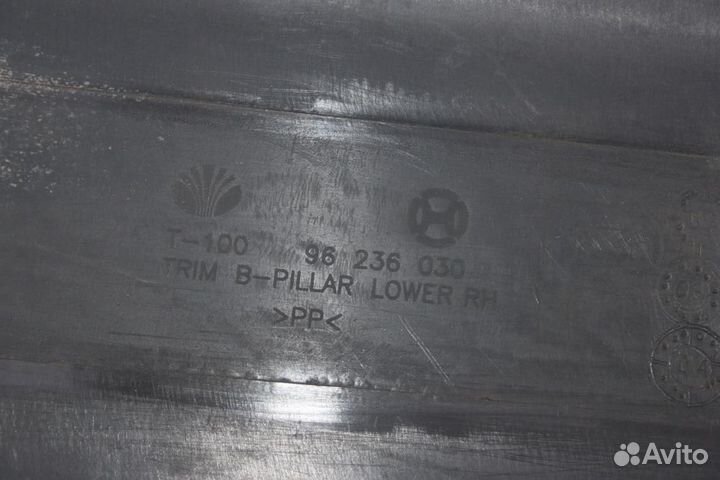 T-100 96 236 030
TRIM B-PILLAR LOWER RH
>PP<
Avito